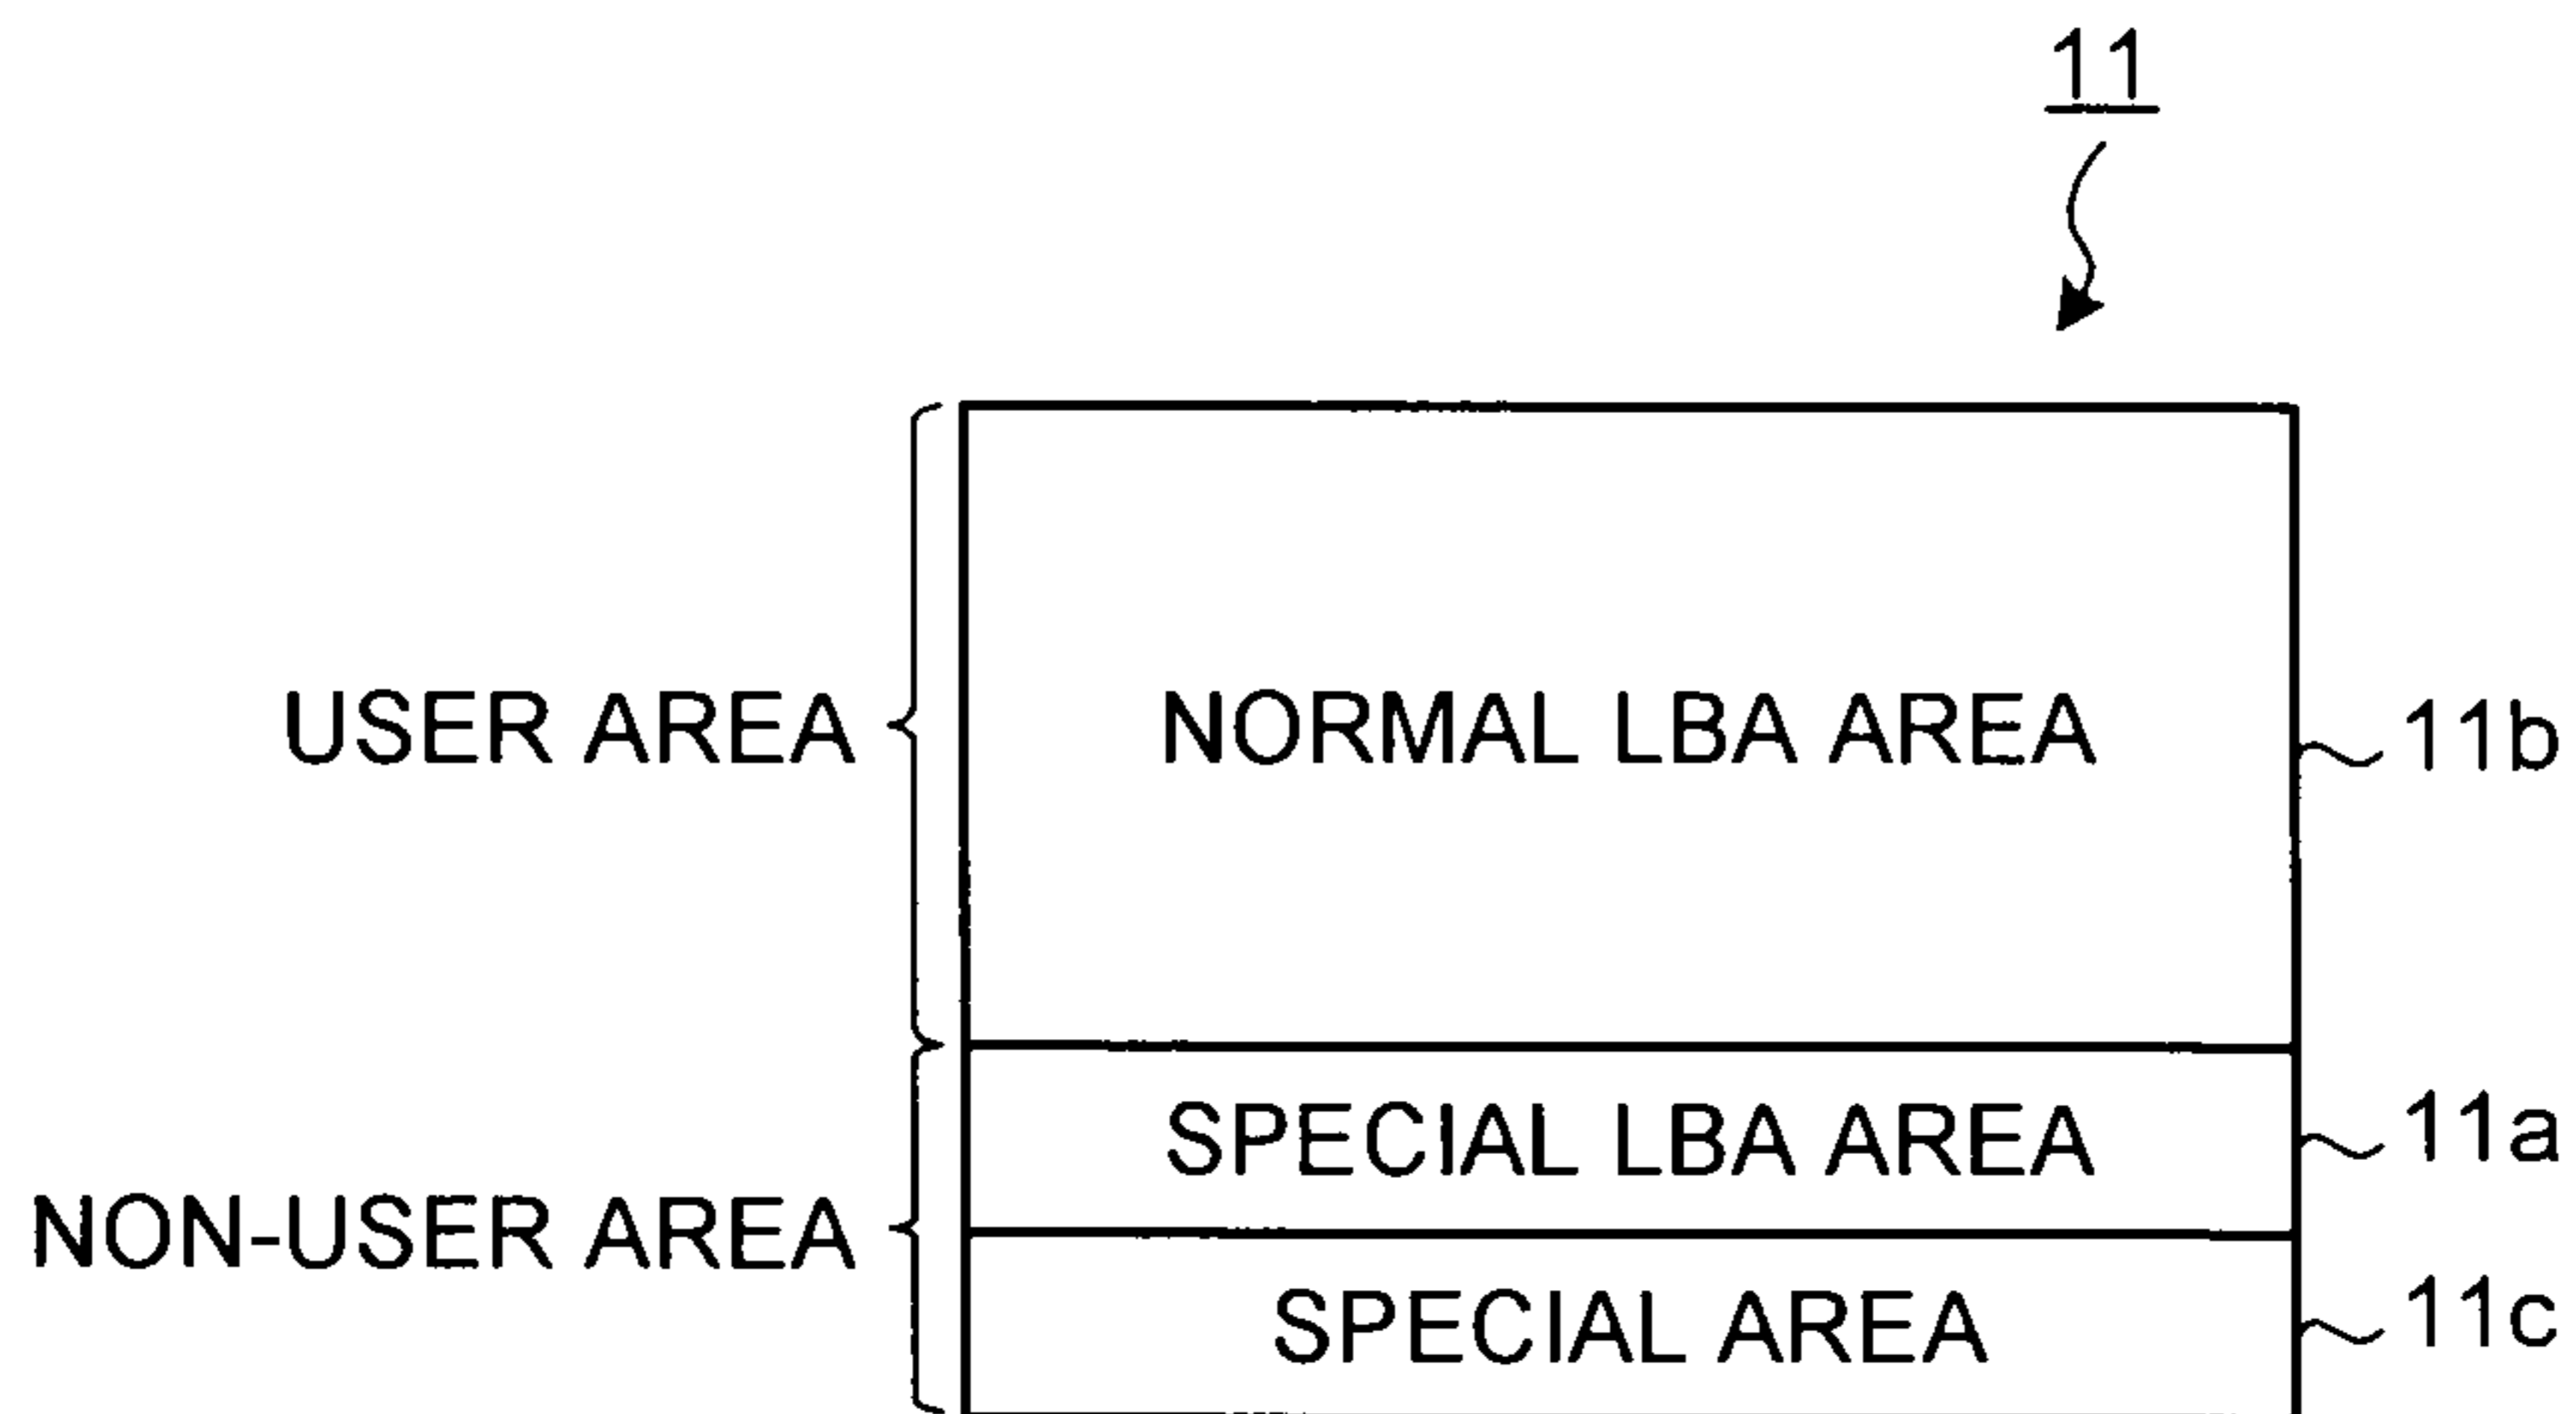 11
USER AREA
NORMAL LBA AREA
11b
SPECIAL LBA AREA
11a
NON-USER AREA
SPECIAL AREA
11c